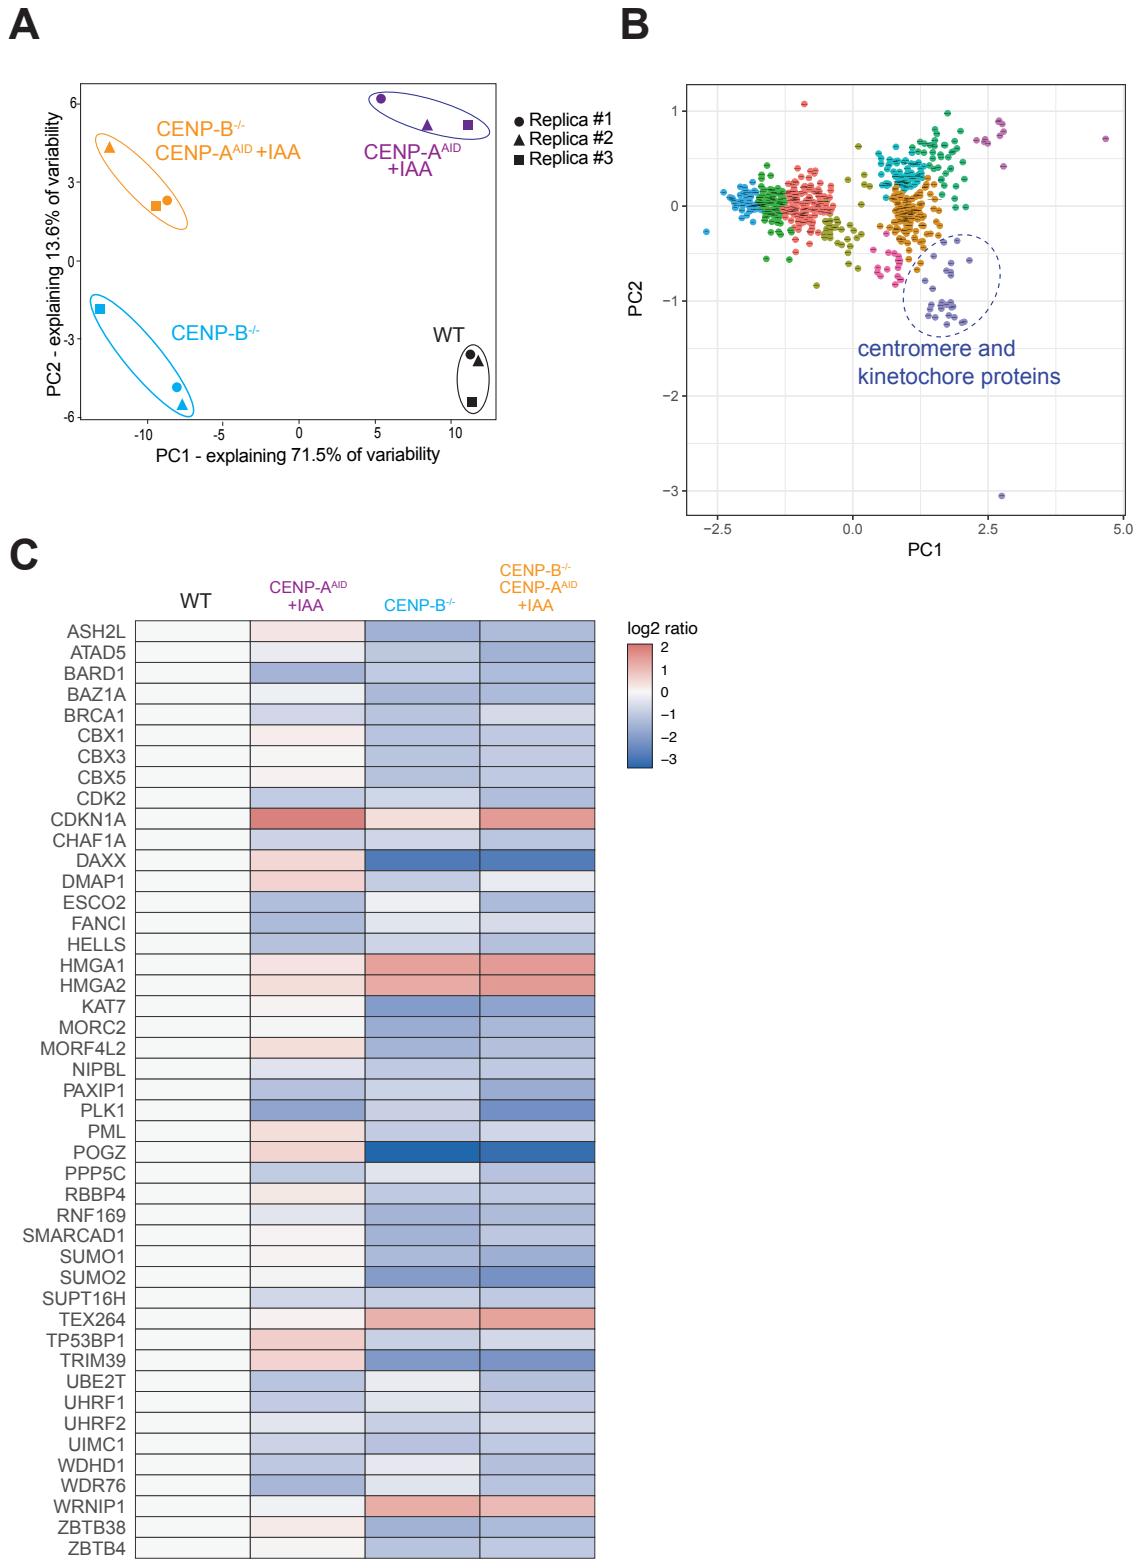 A
B
PC2 - explaining 13.6% of variability
6
3
0
-3
-6
-10
-5
0
5
10
PC1 - explaining 71.5% of variability
CENP-B-/-
CENP-A^AID +IAA
CENP-A^AID
+IAA
CENP-B-/-
WT
Replica #1
Replica #2
Replica #3
PC2
1
0
−1
−2
−3
−2.5
0.0
2.5
5.0
PC1
centromere and
kinetochore proteins
C
WT
CENP-A^AID
+IAA
CENP-B-/-
CENP-B-/-
CENP-A^AID
+IAA
log2 ratio
2
1
0
−1
−2
−3
ASH2L
ATAD5
BARD1
BAZ1A
BRCA1
CBX1
CBX3
CBX5
CDK2
CDKN1A
CHAF1A
DAXX
DMAP1
ESCO2
FANCI
HELLS
HMGA1
HMGA2
KAT7
MORC2
MORF4L2
NIPBL
PAXIP1
PLK1
PML
POGZ
PPP5C
RBBP4
RNF169
SMARCAD1
SUMO1
SUMO2
SUPT16H
TEX264
TP53BP1
TRIM39
UBE2T
UHRF1
UHRF2
UIMC1
WDHD1
WDR76
WRNIP1
ZBTB38
ZBTB4